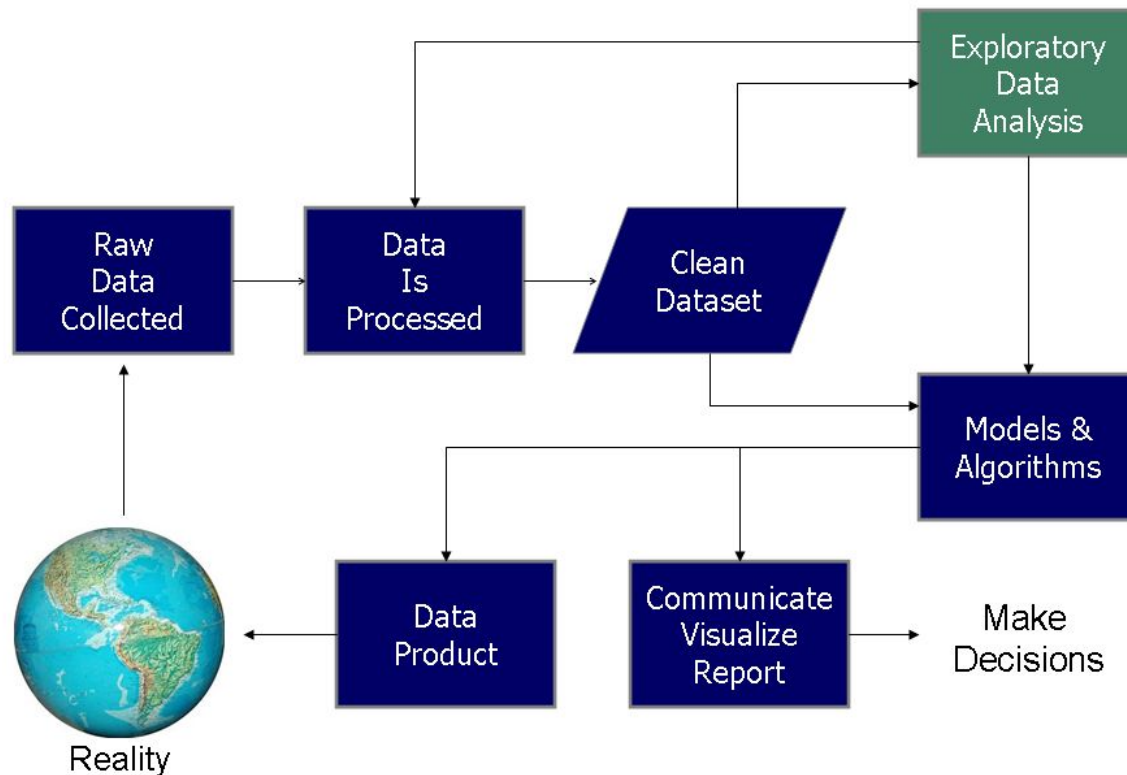 Exploratory
Data
Analysis
Raw
Data
Collected
Data
Is
Processed
Clean
Dataset
Models &
Algorithms
Data
Product
Communicate
Visualize
Report
Make
Decisions
Reality